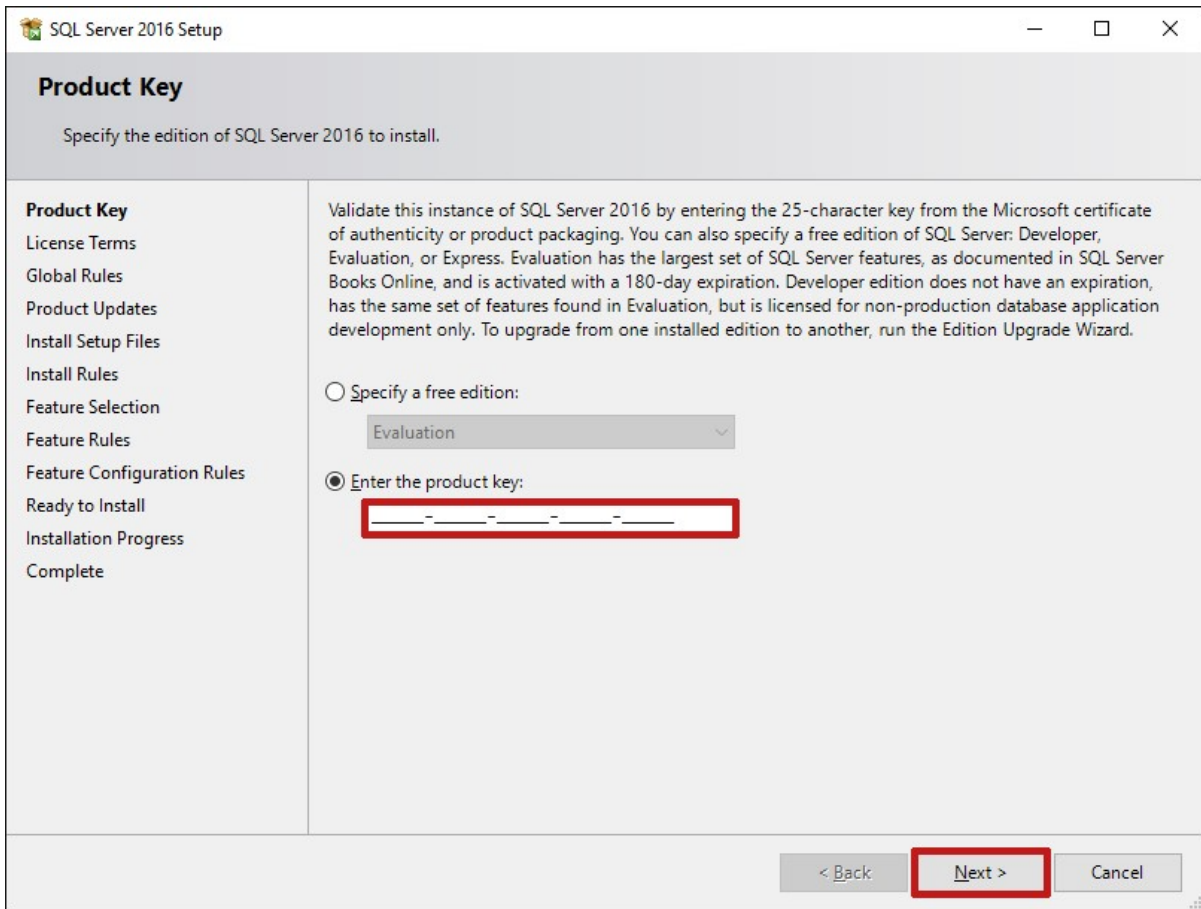 SQL Server 2016 Setup
Product Key
Specify the edition of SQL Server 2016 to install.
Product Key
License Terms
Global Rules
Product Updates
Install Setup Files
Install Rules
Feature Selection
Feature Rules
Feature Configuration Rules
Ready to Install
Installation Progress
Complete
Validate this instance of SQL Server 2016 by entering the 25-character key from the Microsoft certificate
of authenticity or product packaging. You can also specify a free edition of SQL Server: Developer,
Evaluation, or Express. Evaluation has the largest set of SQL Server features, as documented in SQL Server
Books Online, and is activated with a 180-day expiration. Developer edition does not have an expiration,
has the same set of features found in Evaluation, but is licensed for non-production database application
development only. To upgrade from one installed edition to another, run the Edition Upgrade Wizard.
Specify a free edition:
Evaluation
Enter the product key:
_____-_____-_____-_____-_____
< Back
Next >
Cancel